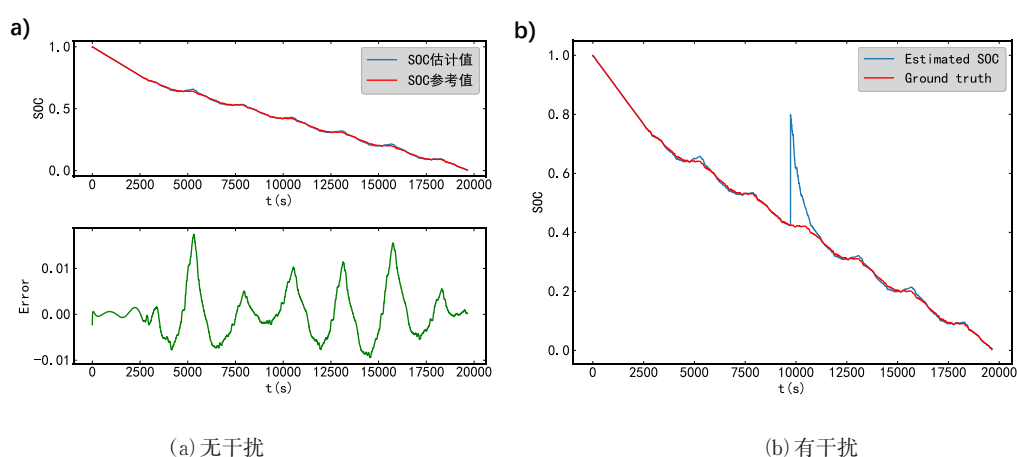 a)
SOC
1.0
0.5
0.0
SOC估计值
SOC参考值
0 2500 5000 7500 10000 12500 15000 17500 20000
t(s)
Error
0.01
0.00
-0.01
0 2500 5000 7500 10000 12500 15000 17500 20000
t(s)
(a)无干扰
b)
SOC
1.0
0.8
0.6
0.4
0.2
0.0
Estimated SOC
Ground truth
0 2500 5000 7500 10000 12500 15000 17500 20000
t(s)
(b)有干扰